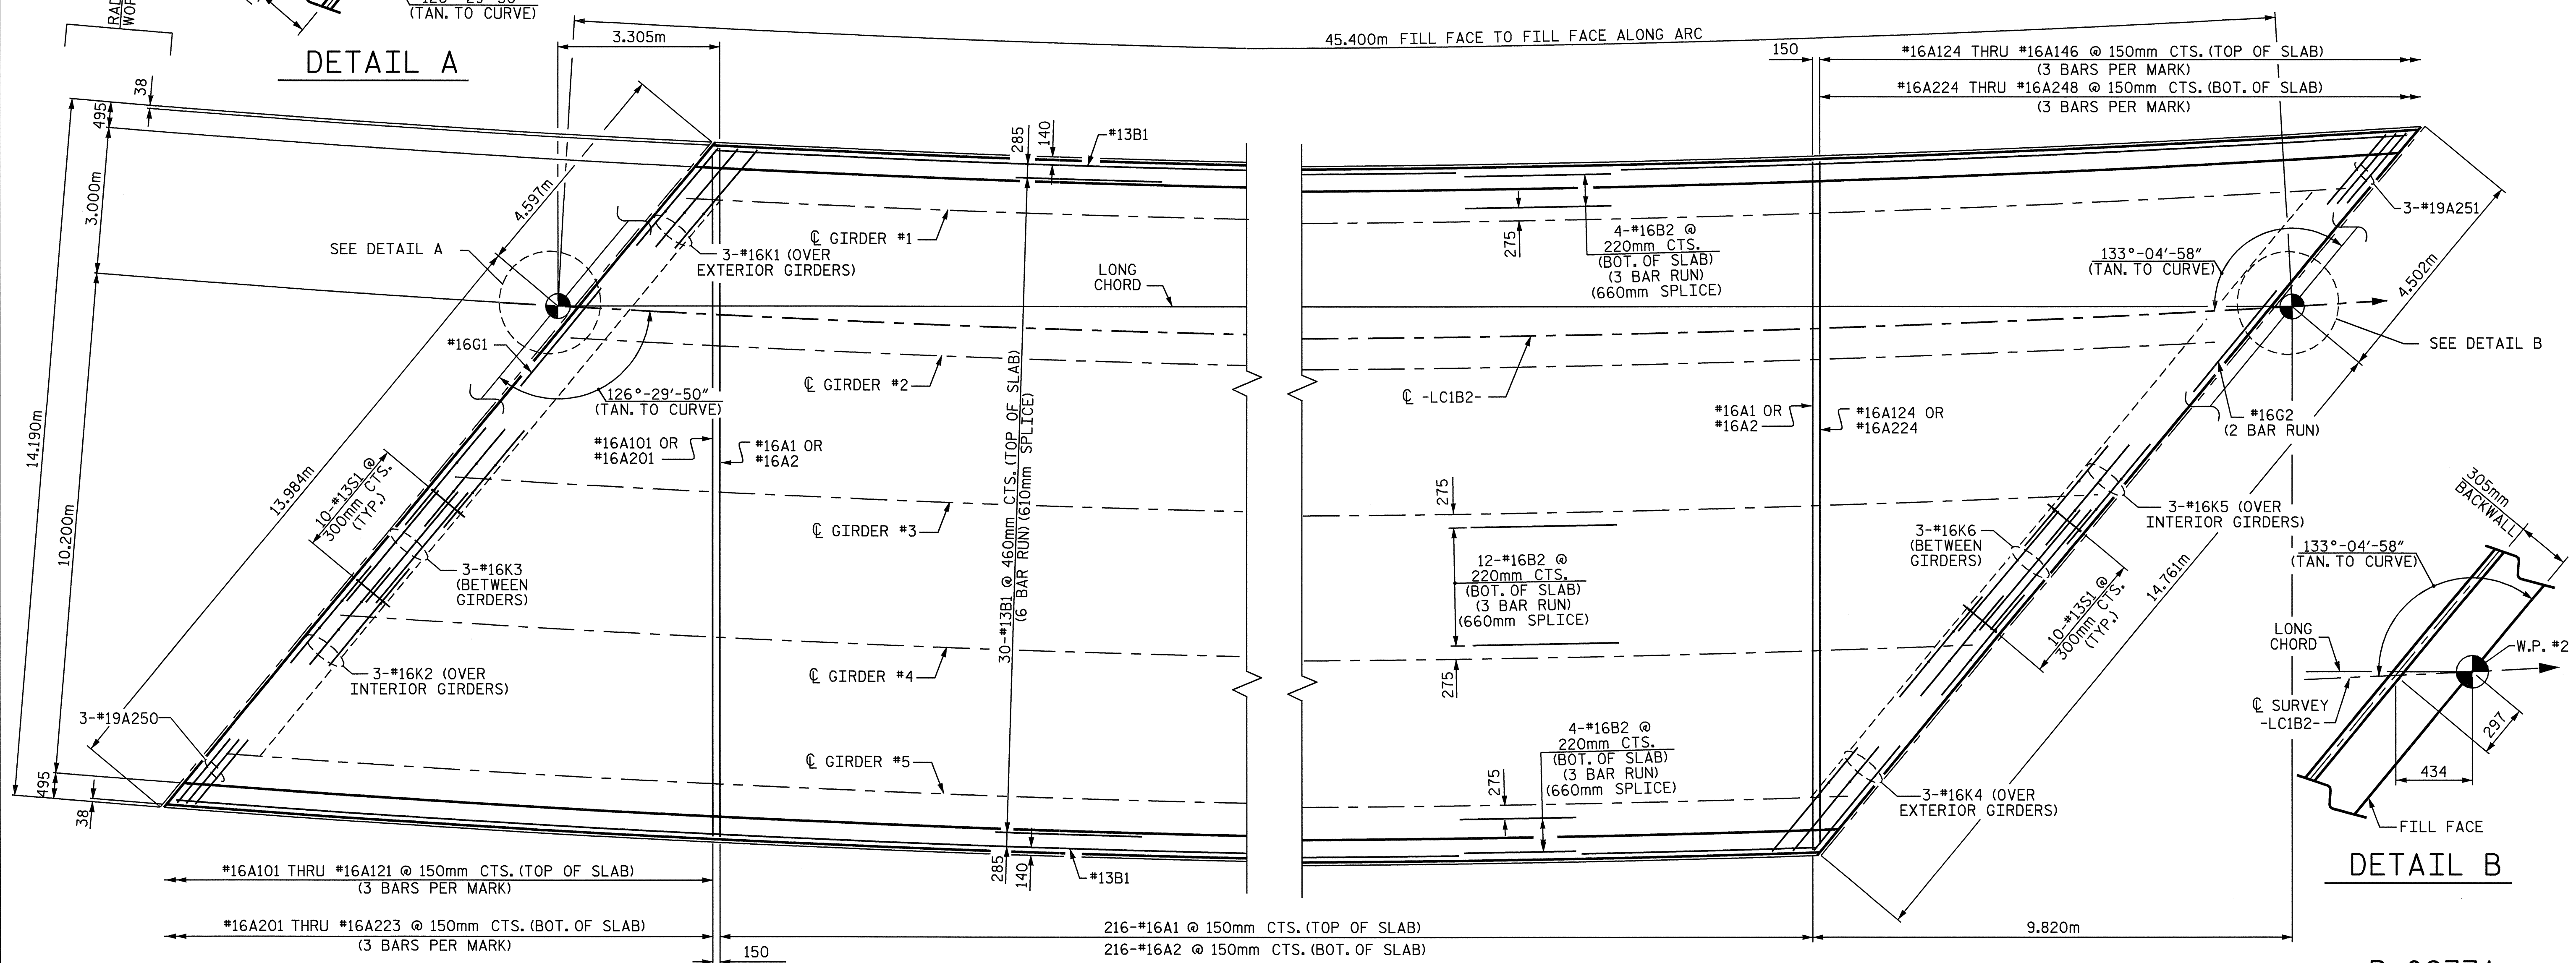 RAD
WOR
(TAN. TO CURVE)
DETAIL A
3.305m
45.400m FILL FACE TO FILL FACE ALONG ARC
150
#16A124 THRU #16A146 @ 150mm CTS. (TOP OF SLAB)
(3 BARS PER MARK)
#16A224 THRU #16A248 @ 150mm CTS. (BOT. OF SLAB)
(3 BARS PER MARK)
38
495
3.000m
14.190m
10.200m
495
38
4.597m
13.984m
SEE DETAIL A
285
140
#13B1
℄ GIRDER #1
3-#16K1 (OVER
EXTERIOR GIRDERS)
LONG
CHORD
275
4-#16B2 @
220mm CTS.
(BOT. OF SLAB)
(3 BAR RUN)
(660mm SPLICE)
133°-04'-58"
(TAN. TO CURVE)
3-#19A251
4.502m
SEE DETAIL B
#16G1
126°-29'-50"
(TAN. TO CURVE)
℄ GIRDER #2
℄ -LC1B2-
#16A101 OR
#16A201
#16A1 OR
#16A2
30-#13B1 @ 460mm CTS. (TOP OF SLAB)
(6 BAR RUN) (610mm SPLICE)
#16A1 OR
#16A2
#16A124 OR
#16A224
#16G2
(2 BAR RUN)
10-#13S1 @
300mm CTS.
(TYP.)
℄ GIRDER #3
275
12-#16B2 @
220mm CTS.
(BOT. OF SLAB)
(3 BAR RUN)
(660mm SPLICE)
275
3-#16K3
(BETWEEN
GIRDERS)
3-#16K6
(BETWEEN
GIRDERS)
3-#16K5 (OVER
INTERIOR GIRDERS)
10-#13S1 @
300mm CTS.
(TYP.)
14.761m
3-#16K2 (OVER
INTERIOR GIRDERS)
℄ GIRDER #4
3-#19A250
℄ GIRDER #5
4-#16B2 @
220mm CTS.
(BOT. OF SLAB)
(3 BAR RUN)
(660mm SPLICE)
275
3-#16K4 (OVER
EXTERIOR GIRDERS)
305mm
BACKWALL
133°-04'-58"
(TAN. TO CURVE)
LONG
CHORD
W.P. #2
℄ SURVEY
-LC1B2-
297
434
FILL FACE
DETAIL B
285
140
#13B1
#16A101 THRU #16A121 @ 150mm CTS. (TOP OF SLAB)
(3 BARS PER MARK)
#16A201 THRU #16A223 @ 150mm CTS. (BOT. OF SLAB)
(3 BARS PER MARK)
150
216-#16A1 @ 150mm CTS. (TOP OF SLAB)
216-#16A2 @ 150mm CTS. (BOT. OF SLAB)
9.820m